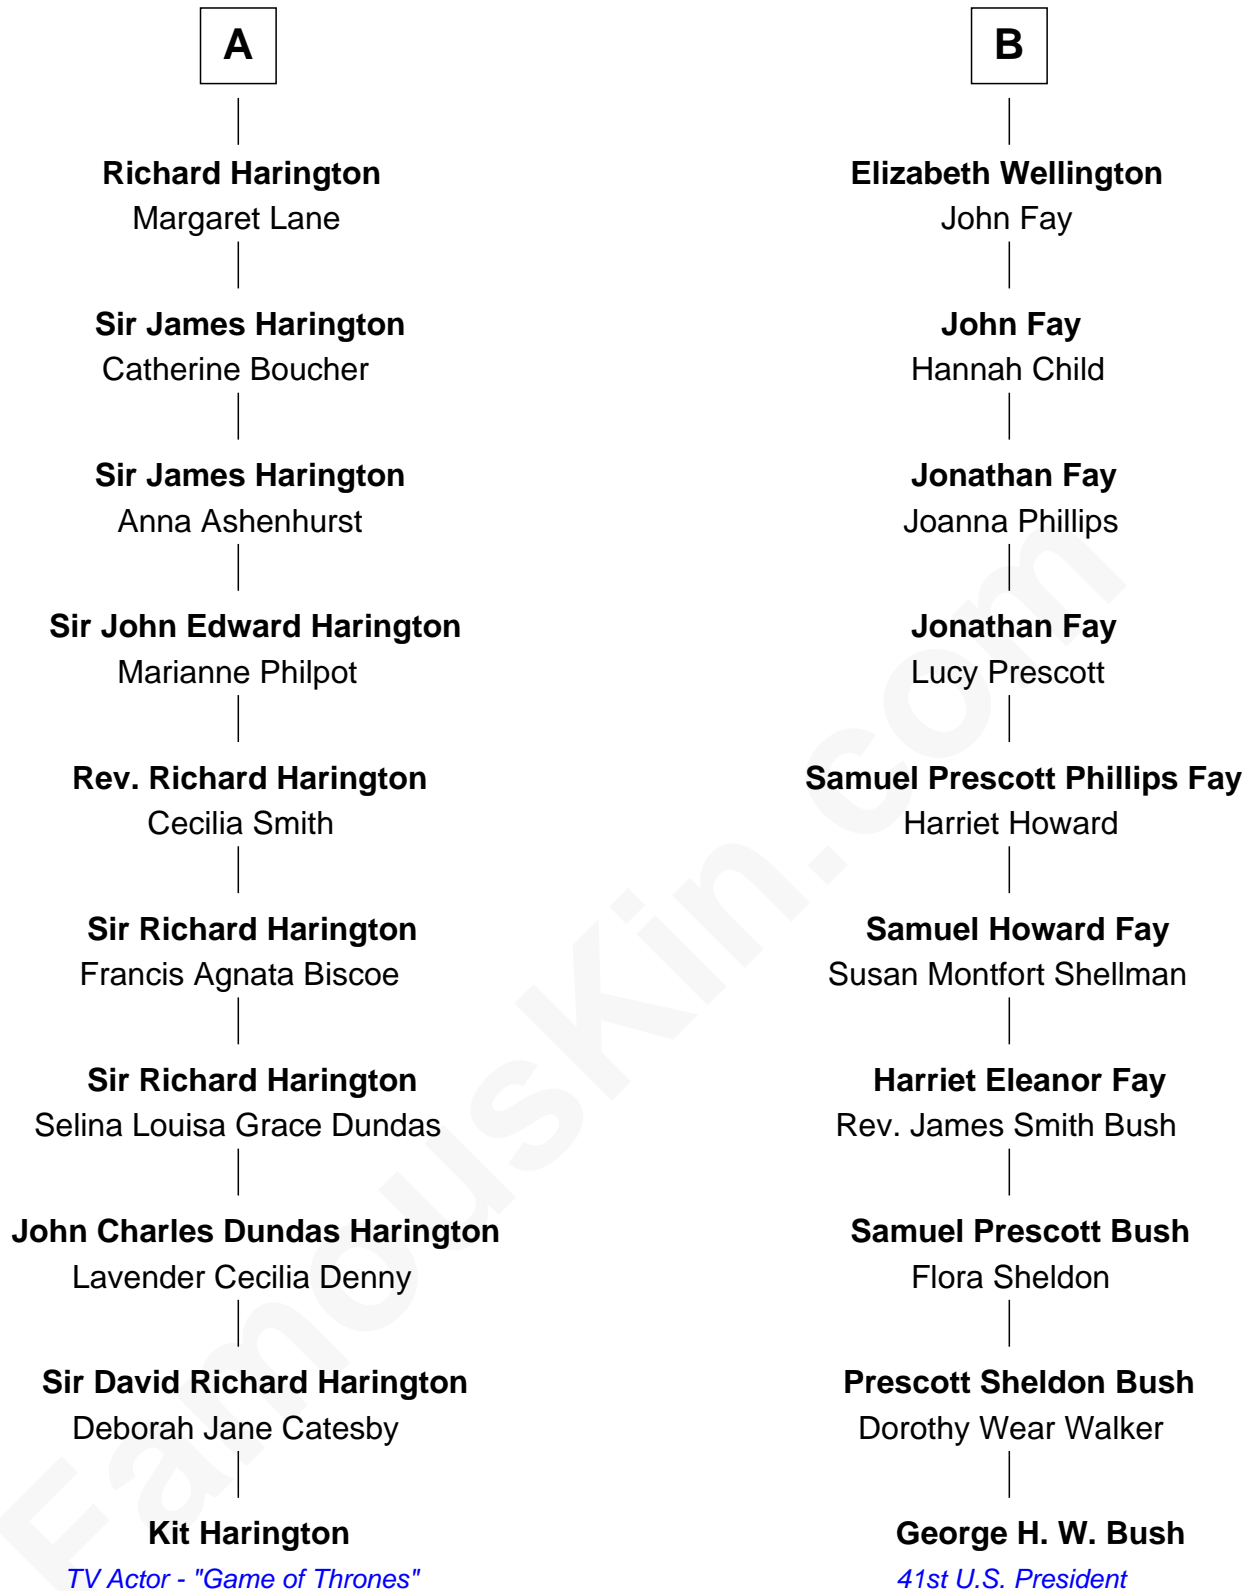 A
Richard Harington
Margaret Lane
Sir James Harington
Catherine Boucher
Sir James Harington
Anna Ashenhurst
Sir John Edward Harington
Marianne Philpot
Rev. Richard Harington
Cecilia Smith
Sir Richard Harington
Francis Agnata Biscoe
Sir Richard Harington
Selina Louisa Grace Dundas
John Charles Dundas Harington
Lavender Cecilia Denny
Sir David Richard Harington
Deborah Jane Catesby
Kit Harington
TV Actor - "Game of Thrones"
B
Elizabeth Wellington
John Fay
John Fay
Hannah Child
Jonathan Fay
Joanna Phillips
Jonathan Fay
Lucy Prescott
Samuel Prescott Phillips Fay
Harriet Howard
Samuel Howard Fay
Susan Montfort Shellman
Harriet Eleanor Fay
Rev. James Smith Bush
Samuel Prescott Bush
Flora Sheldon
Prescott Sheldon Bush
Dorothy Wear Walker
George H. W. Bush
41st U.S. President
FamousKin.com